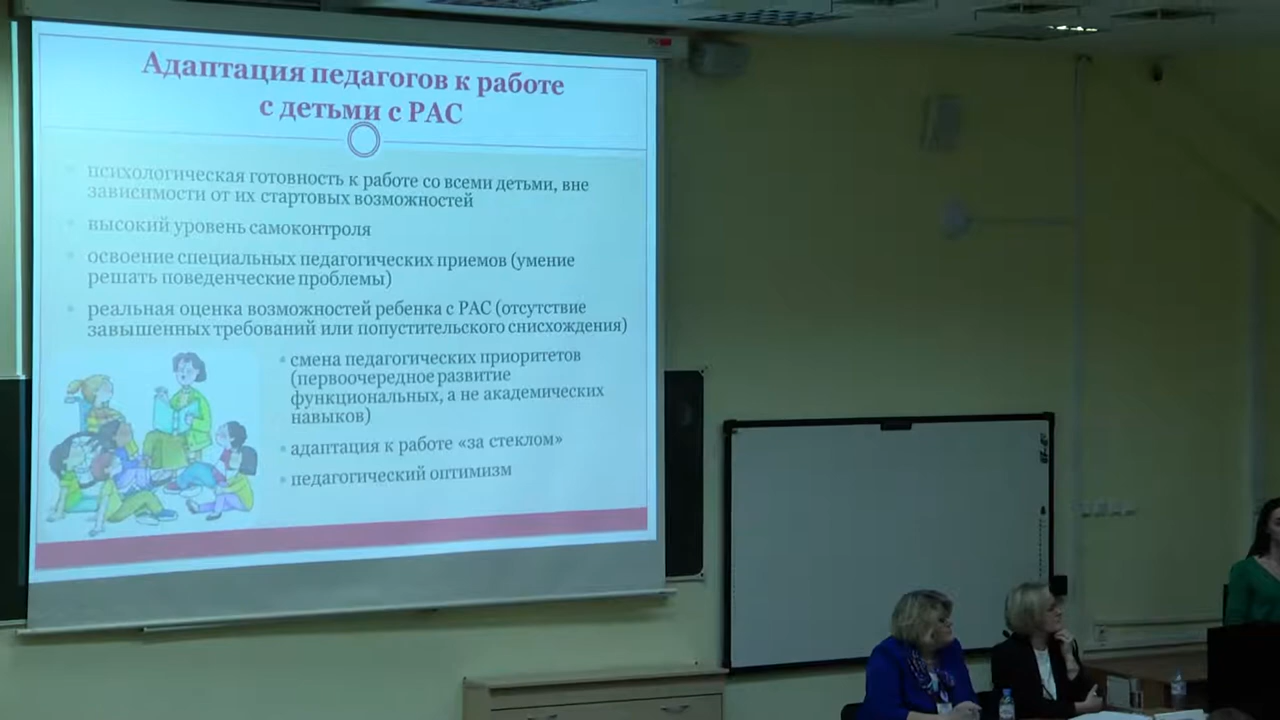 Адаптация педагогов к работе
с детьми с РАС
психологическая готовность к работе со всеми детьми, вне
зависимости от их стартовых возможностей
высокий уровень самоконтроля
освоение специальных педагогических приемов (умение
решать поведенческие проблемы)
реальная оценка возможностей ребенка с РАС (отсутствие
завышенных требований или попустительского снисхождения)
смена педагогических приоритетов
(первоочередное развитие
функциональных, а не академических
навыков)
адаптация к работе «за стеклом»
педагогический оптимизм